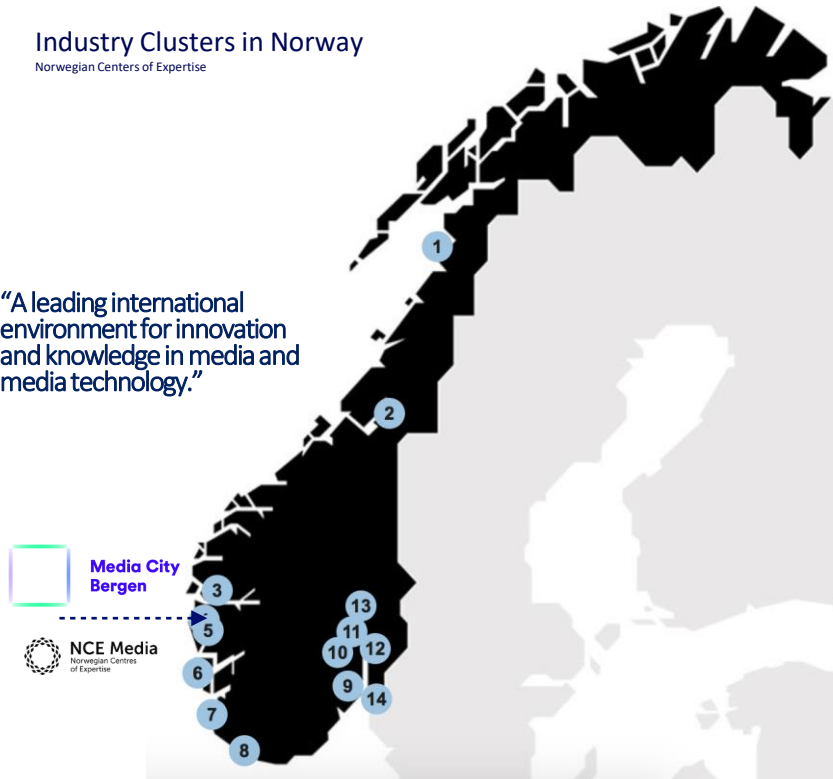 Industry Clusters in Norway
Norwegian Centers of Expertise
1
“A leading international
environment for innovation
and knowledge in media and
media technology.”
2
Media City
Bergen
3
5
NCE Media
Norwegian Centres
of Expertise
13
11
12
10
6
9
14
7
8